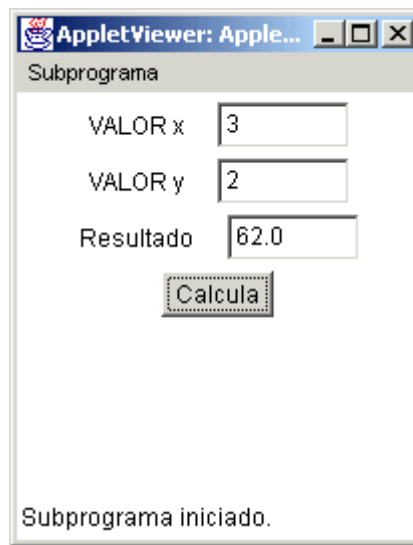 AppletViewer: Apple...
Subprograma
VALOR x 3
VALOR y 2
Resultado 62.0
Calcula
Subprograma iniciado.